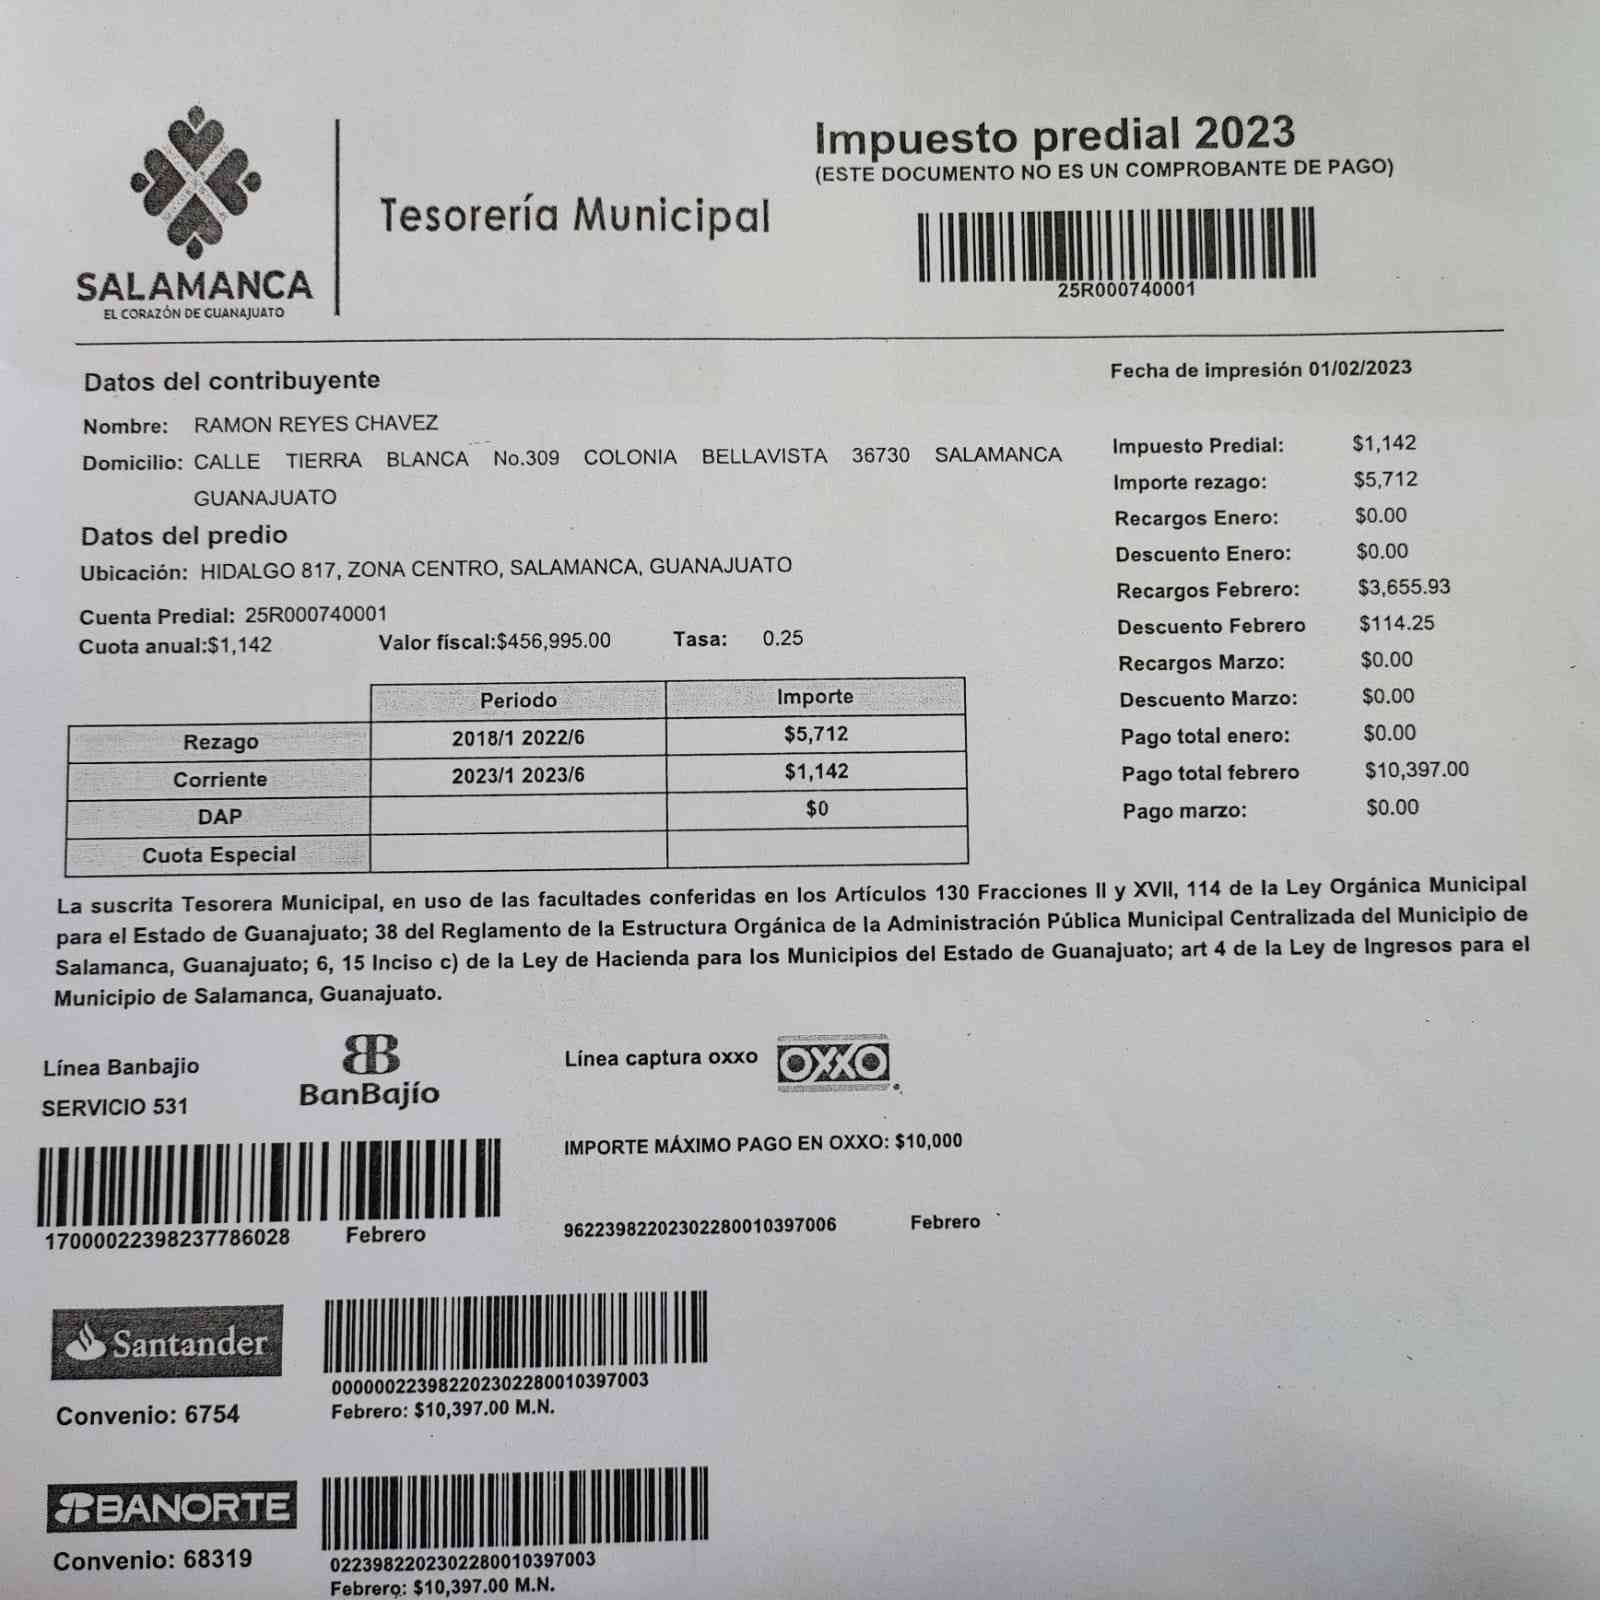 Impuesto predial 2023
(ESTE DOCUMENTO NO ES UN COMPROBANTE DE PAGO)
Tesorería Municipal
25R000740001
SALAMANCA
EL CORAZÓN DE GUANAJUATO
Datos del contribuyente
Fecha de impresión 01/02/2023
Nombre: RAMON REYES CHAVEZ
Domicilio: CALLE TIERRA BLANCA No.309 COLONIA BELLAVISTA 36730 SALAMANCA
GUANAJUATO
Datos del predio
Ubicación: HIDALGO 817, ZONA CENTRO, SALAMANCA, GUANAJUATO
Cuenta Predial: 25R000740001
Cuota anual:$1,142 Valor físcal:$456,995.00 Tasa: 0.25
Impuesto Predial: $1,142
Importe rezago: $5,712
Recargos Enero: $0.00
Descuento Enero: $0.00
Recargos Febrero: $3,655.93
Descuento Febrero $114.25
Recargos Marzo: $0.00
Descuento Marzo: $0.00
Pago total enero: $0.00
Pago total febrero $10,397.00
Pago marzo: $0.00
Periodo Importe
Rezago 2018/1 2022/6 $5,712
Corriente 2023/1 2023/6 $1,142
DAP $0
Cuota Especial
La suscrita Tesorera Municipal, en uso de las facultades conferidas en los Artículos 130 Fracciones II y XVII, 114 de la Ley Orgánica Municipal
para el Estado de Guanajuato; 38 del Reglamento de la Estructura Orgánica de la Administración Pública Municipal Centralizada del Municipio de
Salamanca, Guanajuato; 6, 15 Inciso c) de la Ley de Hacienda para los Municipios del Estado de Guanajuato; art 4 de la Ley de Ingresos para el
Municipio de Salamanca, Guanajuato.
Línea Banbajio
SERVICIO 531
BanBajío
Línea captura oxxo OXXO
IMPORTE MÁXIMO PAGO EN OXXO: $10,000
17000022398237786028 Febrero
96223982202302280010397006 Febrero
Santander
Convenio: 6754
000000223982202302280010397003
Febrero: $10,397.00 M.N.
BANORTE
Convenio: 68319
0223982202302280010397003
Febrero: $10,397.00 M.N.